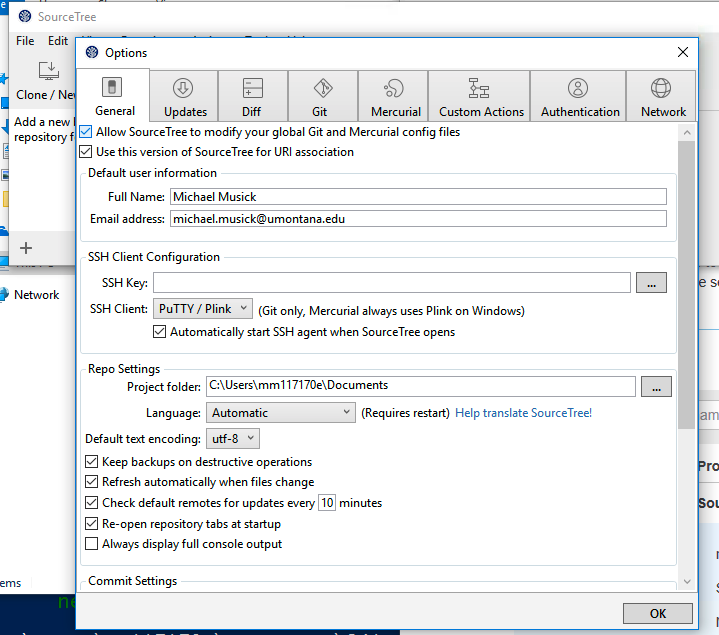 SourceTree
File Edit
Options
Clone / New
General Updates Diff Git Mercurial Custom Actions Authentication Network
Add a new
repository
Allow SourceTree to modify your global Git and Mercurial config files
Use this version of SourceTree for URI association
Default user information
Full Name: Michael Musick
Email address: michael.musick@umontana.edu
SSH Client Configuration
SSH Key: ...
SSH Client: PuTTY / Plink (Git only, Mercurial always uses Plink on Windows)
Automatically start SSH agent when SourceTree opens
Network
Repo Settings
Project folder: C:\Users\mm117170e\Documents ...
Language: Automatic (Requires restart) Help translate SourceTree!
Default text encoding: utf-8
Keep backups on destructive operations
Refresh automatically when files change
Check default remotes for updates every 10 minutes
Re-open repository tabs at startup
Always display full console output
Commit Settings
OK
ems
am
Pro
Sou
ne